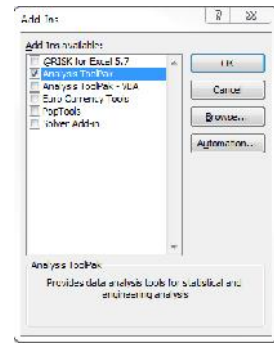 Add-Ins
Add-Ins available:
@RISK for Excel 5.7
Analysis ToolPak
Analysis ToolPak - VBA
Euro Currency Tools
PopTools
Solver Add-in
OK
Cancel
Browse...
Automation...
Analysis ToolPak
Provides data analysis tools for statistical and
engineering analysis